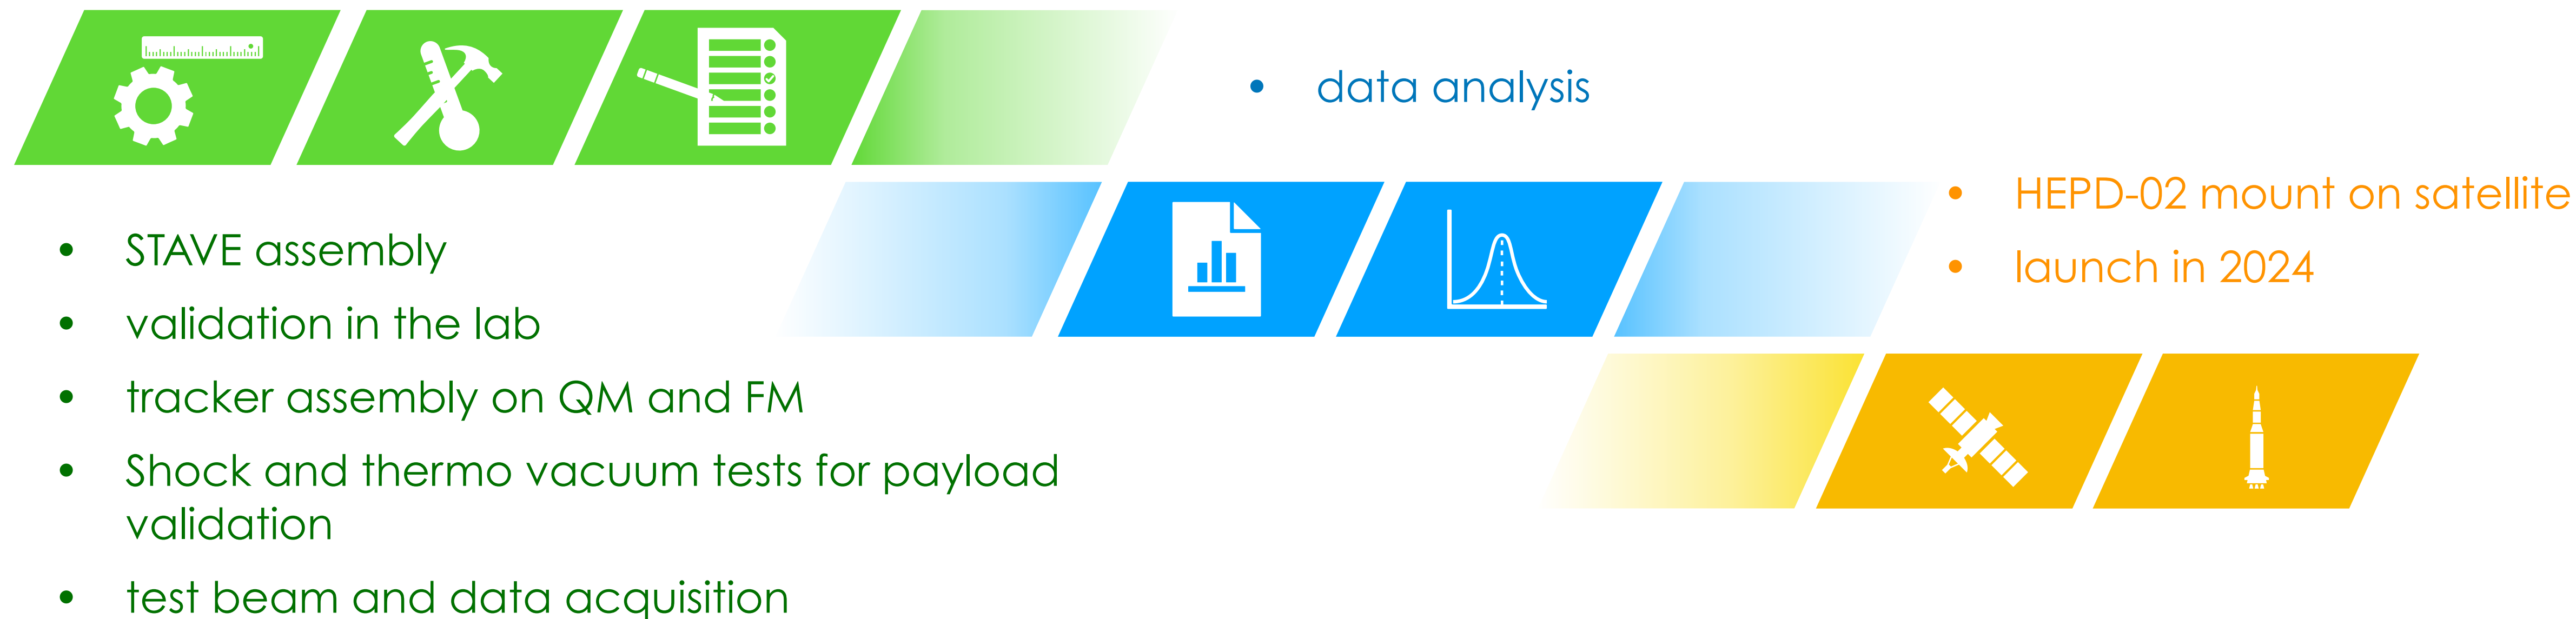 • data analysis
• HEPD-02 mount on satellite
• launch in 2024
• STAVE assembly
• validation in the lab
• tracker assembly on QM and FM
• Shock and thermo vacuum tests for payload
validation
• test beam and data acquisition